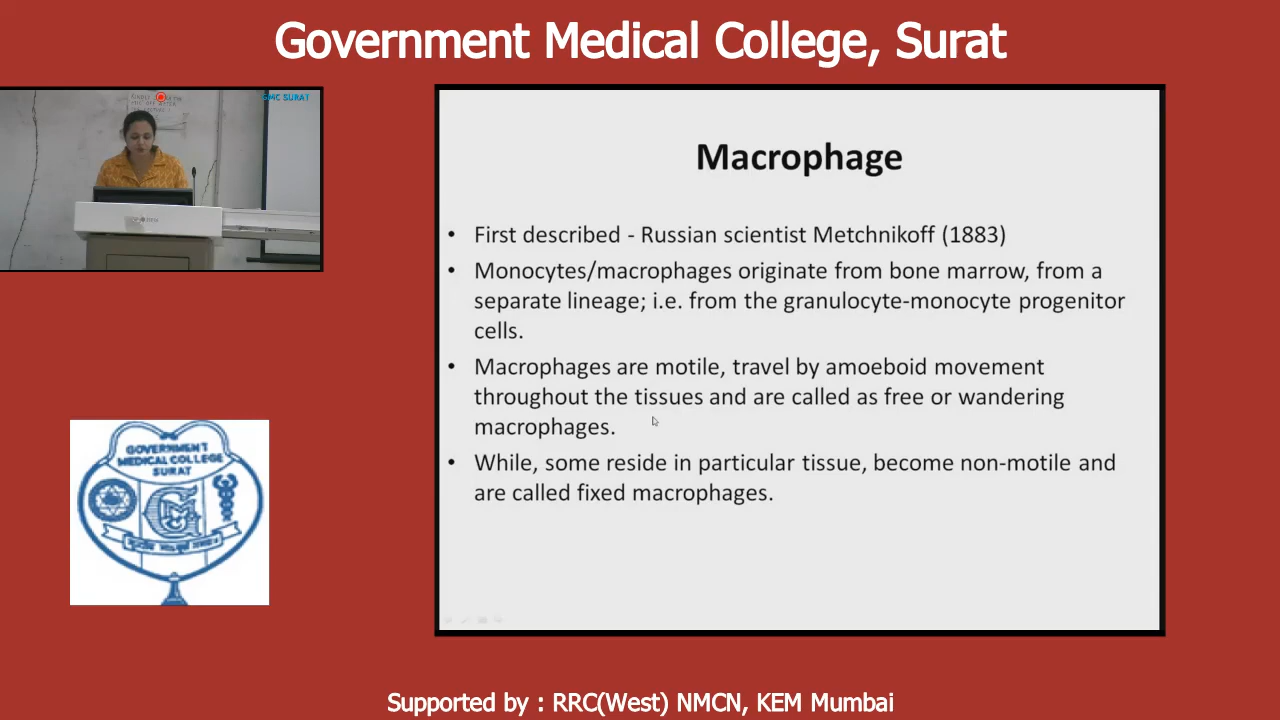 Government Medical College, Surat
GMC SURAT
Macrophage
• First described - Russian scientist Metchnikoff (1883)
• Monocytes/macrophages originate from bone marrow, from a
separate lineage; i.e. from the granulocyte-monocyte progenitor
cells.
• Macrophages are motile, travel by amoeboid movement
throughout the tissues and are called as free or wandering
macrophages.
• While, some reside in particular tissue, become non-motile and
are called fixed macrophages.
GOVERNMENT
MEDICAL COLLEGE
SURAT
Supported by : RRC(West) NMCN, KEM Mumbai